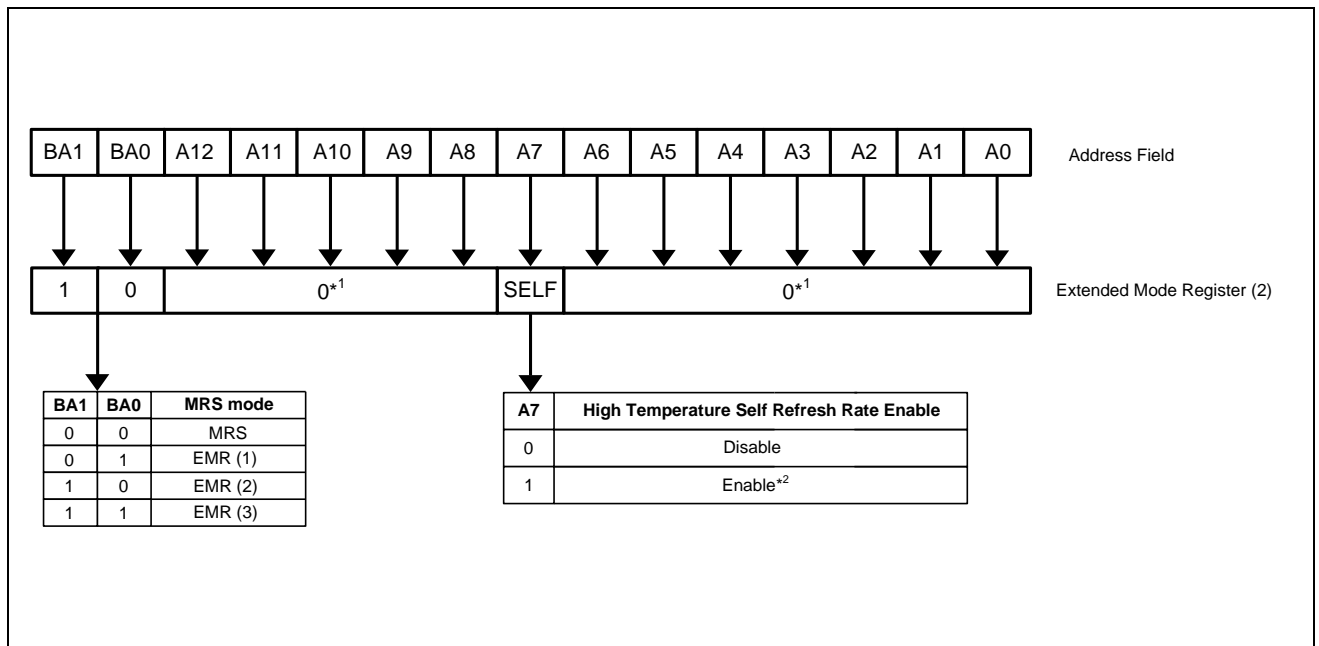 BA1 BA0 A12 A11 A10 A9 A8 A7 A6 A5 A4 A3 A2 A1 A0 Address Field
1 0 0*1 SELF 0*1 Extended Mode Register (2)
BA1 BA0 MRS mode
0 0 MRS
0 1 EMR (1)
1 0 EMR (2)
1 1 EMR (3)
A7 High Temperature Self Refresh Rate Enable
0 Disable
1 Enable*2